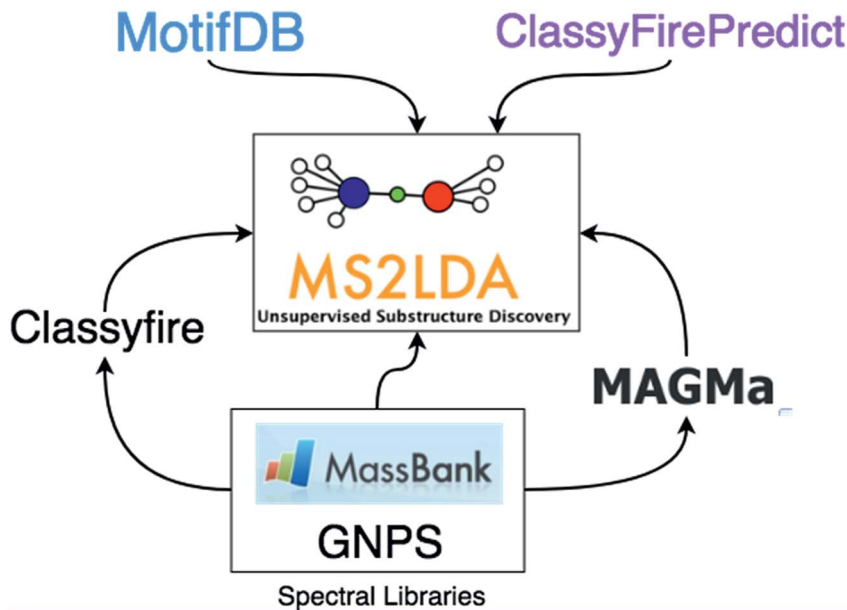 MotifDB
ClassyFirePredict
MS2LDA
Unsupervised Substructure Discovery
Classyfire
MAGMa
MassBank
GNPS
Spectral Libraries